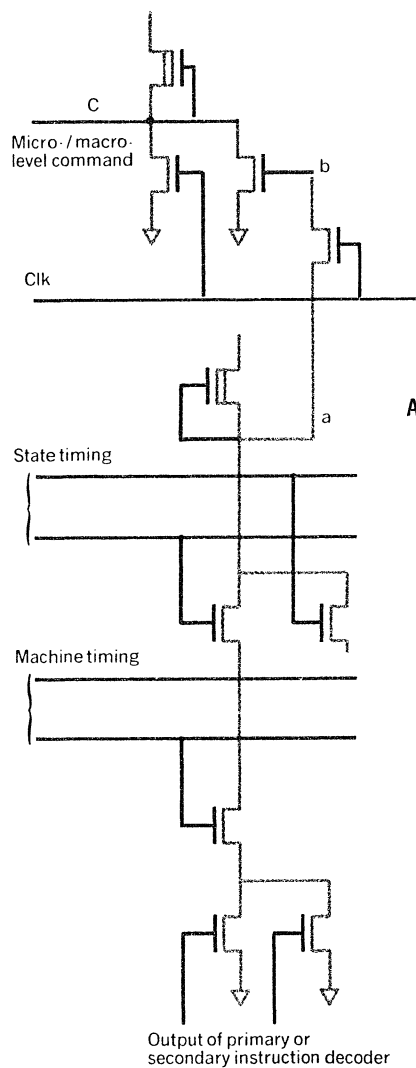 C
Micro-/macro-
level command
b
Clk
a
A
State timing
Machine timing
Output of primary or
secondary instruction decoder